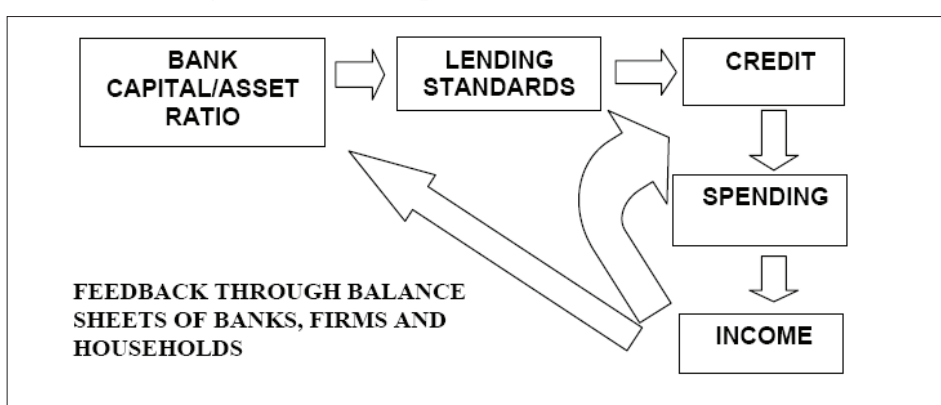 BANK
CAPITAL/ASSET
RATIO
LENDING
STANDARDS
CREDIT
SPENDING
FEEDBACK THROUGH BALANCE
SHEETS OF BANKS, FIRMS AND
HOUSEHOLDS
INCOME